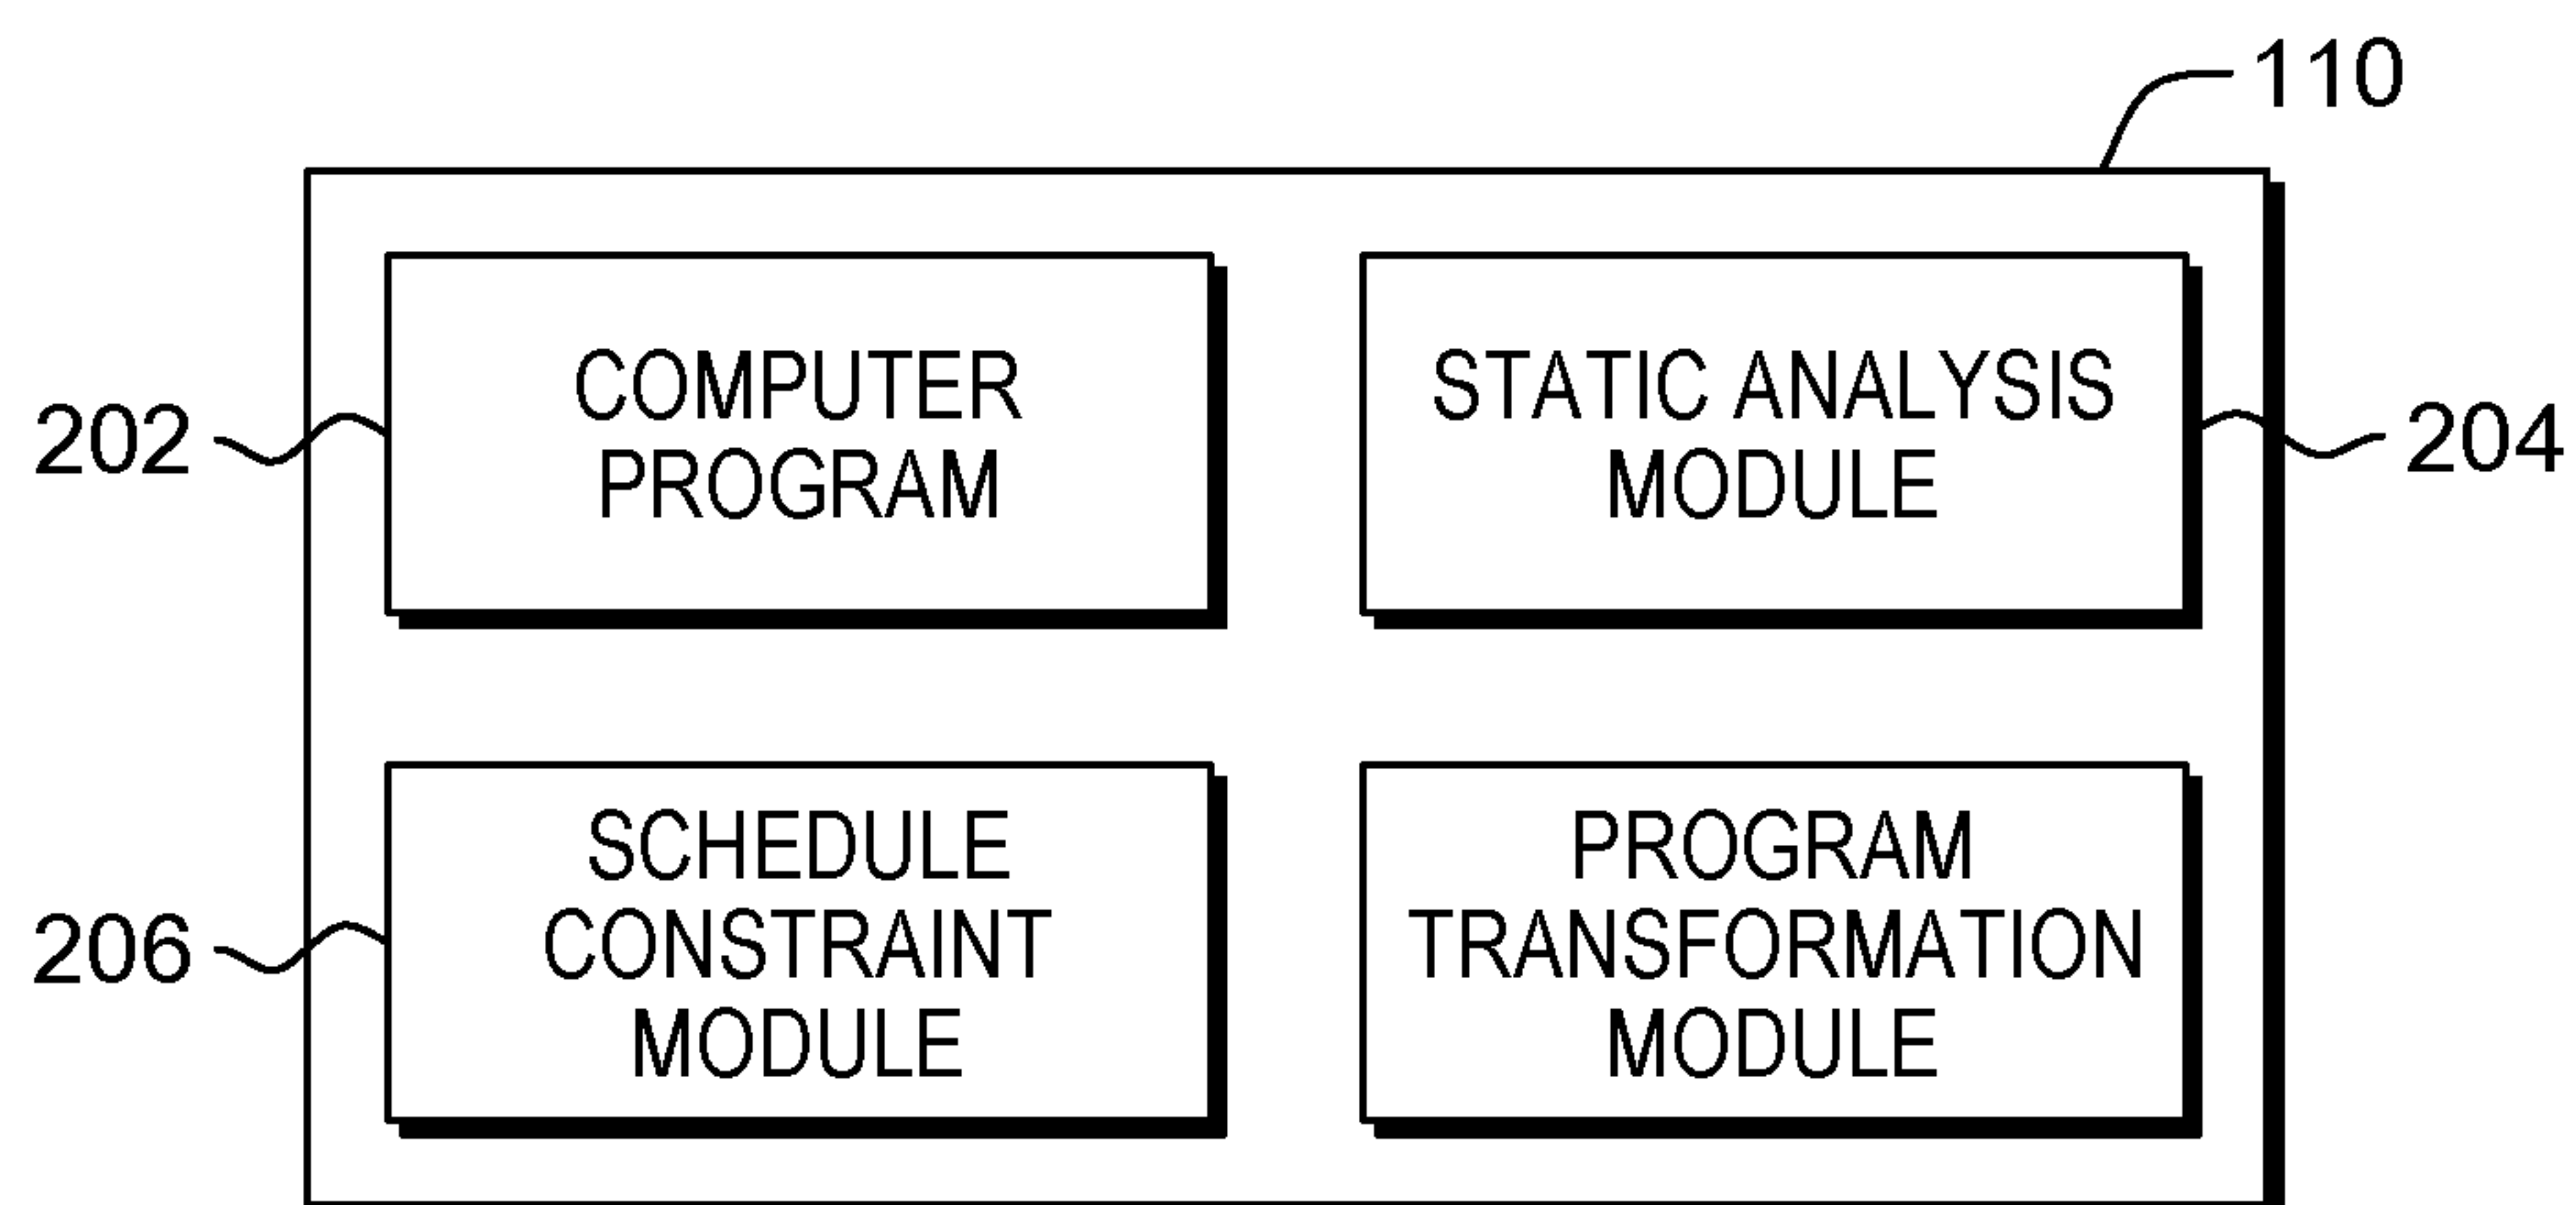 110
COMPUTER
PROGRAM
202
STATIC ANALYSIS
MODULE
204
SCHEDULE
CONSTRAINT
MODULE
206
PROGRAM
TRANSFORMATION
MODULE